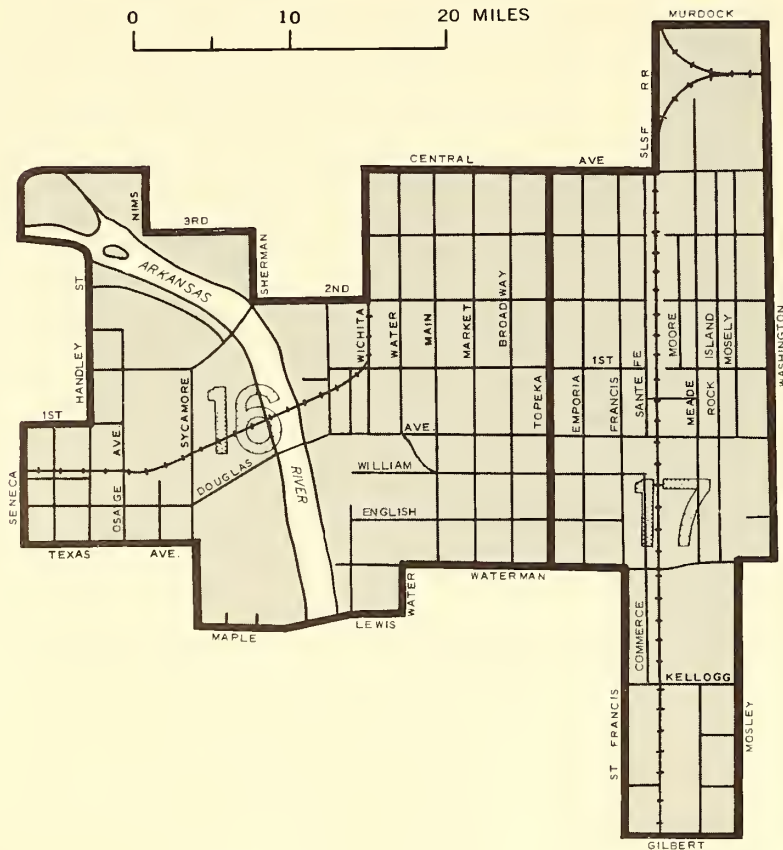 0 10 20 MILES
MURDOCK
SLSF RR
CENTRAL AVE
NIMS
3RD
SHERMAN
2ND
ARKANSAS
HANDLEY ST
WICHITA
WATER
MAIN
MARKET
BROADWAY
TOPEKA
EMPORIA
FRANCIS
SANTE FE
1ST
MOORE
MEADE
ROCK ISLAND
MOSELY
WASHINGTON
1ST
SENECA
OSAGE AVE.
SYCAMORE
16
DOUGLAS
AVE.
RIVER
WILLIAM
ENGLISH
117
TEXAS AVE.
WATERMAN
WATER
MAPLE
LEWIS
COMMERCE
KELLOGG
ST FRANCIS
MOSLEY
GILBERT